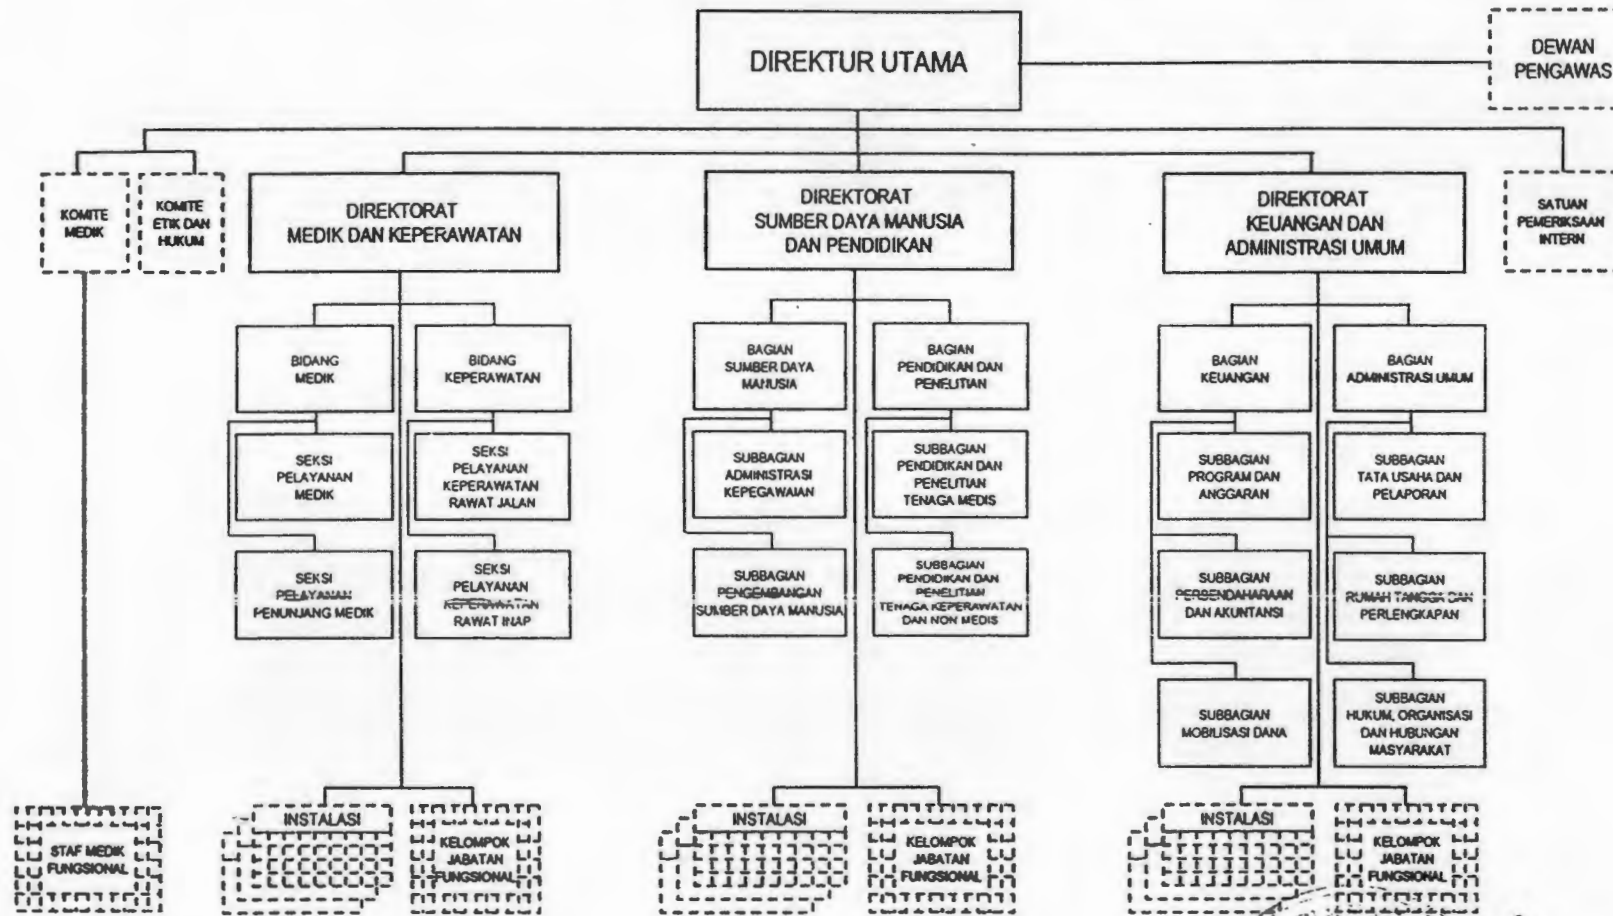 DIREKTUR UTAMA
DEWAN
PENGAWAS
KOMITE
MEDIK
KOMITE
ETIK DAN
HUKUM
DIREKTORAT
MEDIK DAN KEPERAWATAN
DIREKTORAT
SUMBER DAYA MANUSIA
DAN PENDIDIKAN
DIREKTORAT
KEUANGAN DAN
ADMINISTRASI UMUM
SATUAN
PEMERIKSAAN
INTERN
BIDANG
MEDIK
BIDANG
KEPERAWATAN
BAGIAN
SUMBER DAYA
MANUSIA
BAGIAN
PENDIDIKAN DAN
PENELITIAN
BAGIAN
KEUANGAN
BAGIAN
ADMINISTRASI UMUM
SEKSI
PELAYANAN
MEDIK
SEKSI
PELAYANAN
KEPERAWATAN
RAWAT JALAN
SUBBAGIAN
ADMINISTRASI
KEPEGAWAIAN
SUBBAGIAN
PENDIDIKAN DAN
PENELITIAN
TENAGA MEDIS
SUBBAGIAN
PROGRAM DAN
ANGGARAN
SUBBAGIAN
TATA USAHA DAN
PELAPORAN
SEKSI
PELAYANAN
PENUNJANG MEDIK
SEKSI
PELAYANAN
KEPERAWATAN
RAWAT INAP
SUBBAGIAN
PENGEMBANGAN
SUMBER DAYA MANUSIA
SUBBAGIAN
PENDIDIKAN DAN
PENELITIAN
TENAGA KEPERAWATAN
DAN NON MEDIS
SUBBAGIAN
PERBENDAHARAAN
DAN AKUNTANSI
SUBBAGIAN
RUMAH TANGGA DAN
PERLENGKAPAN
SUBBAGIAN
MOBILISASI DANA
SUBBAGIAN
HUKUM, ORGANISASI
DAN HUBUNGAN
MASYARAKAT
STAF MEDIK
FUNGSIONAL
INSTALASI
KELOMPOK
JABATAN
FUNGSIONAL
INSTALASI
KELOMPOK
JABATAN
FUNGSIONAL
INSTALASI
KELOMPOK
JABATAN
FUNGSIONAL